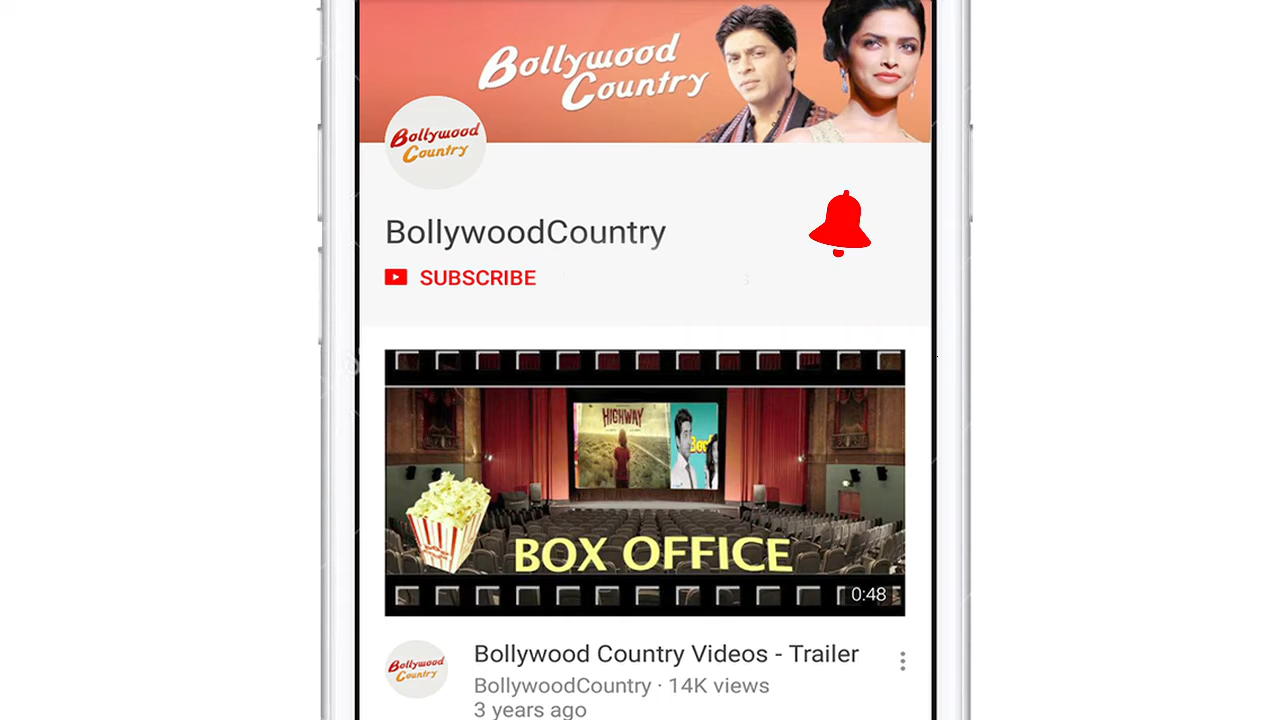 Bollywood
Country
Bollywood
Country
BollywoodCountry
SUBSCRIBE
HIGHWAY
BOX OFFICE
0:48
Bollywood
Country
Bollywood Country Videos - Trailer
BollywoodCountry · 14K views
3 years ago